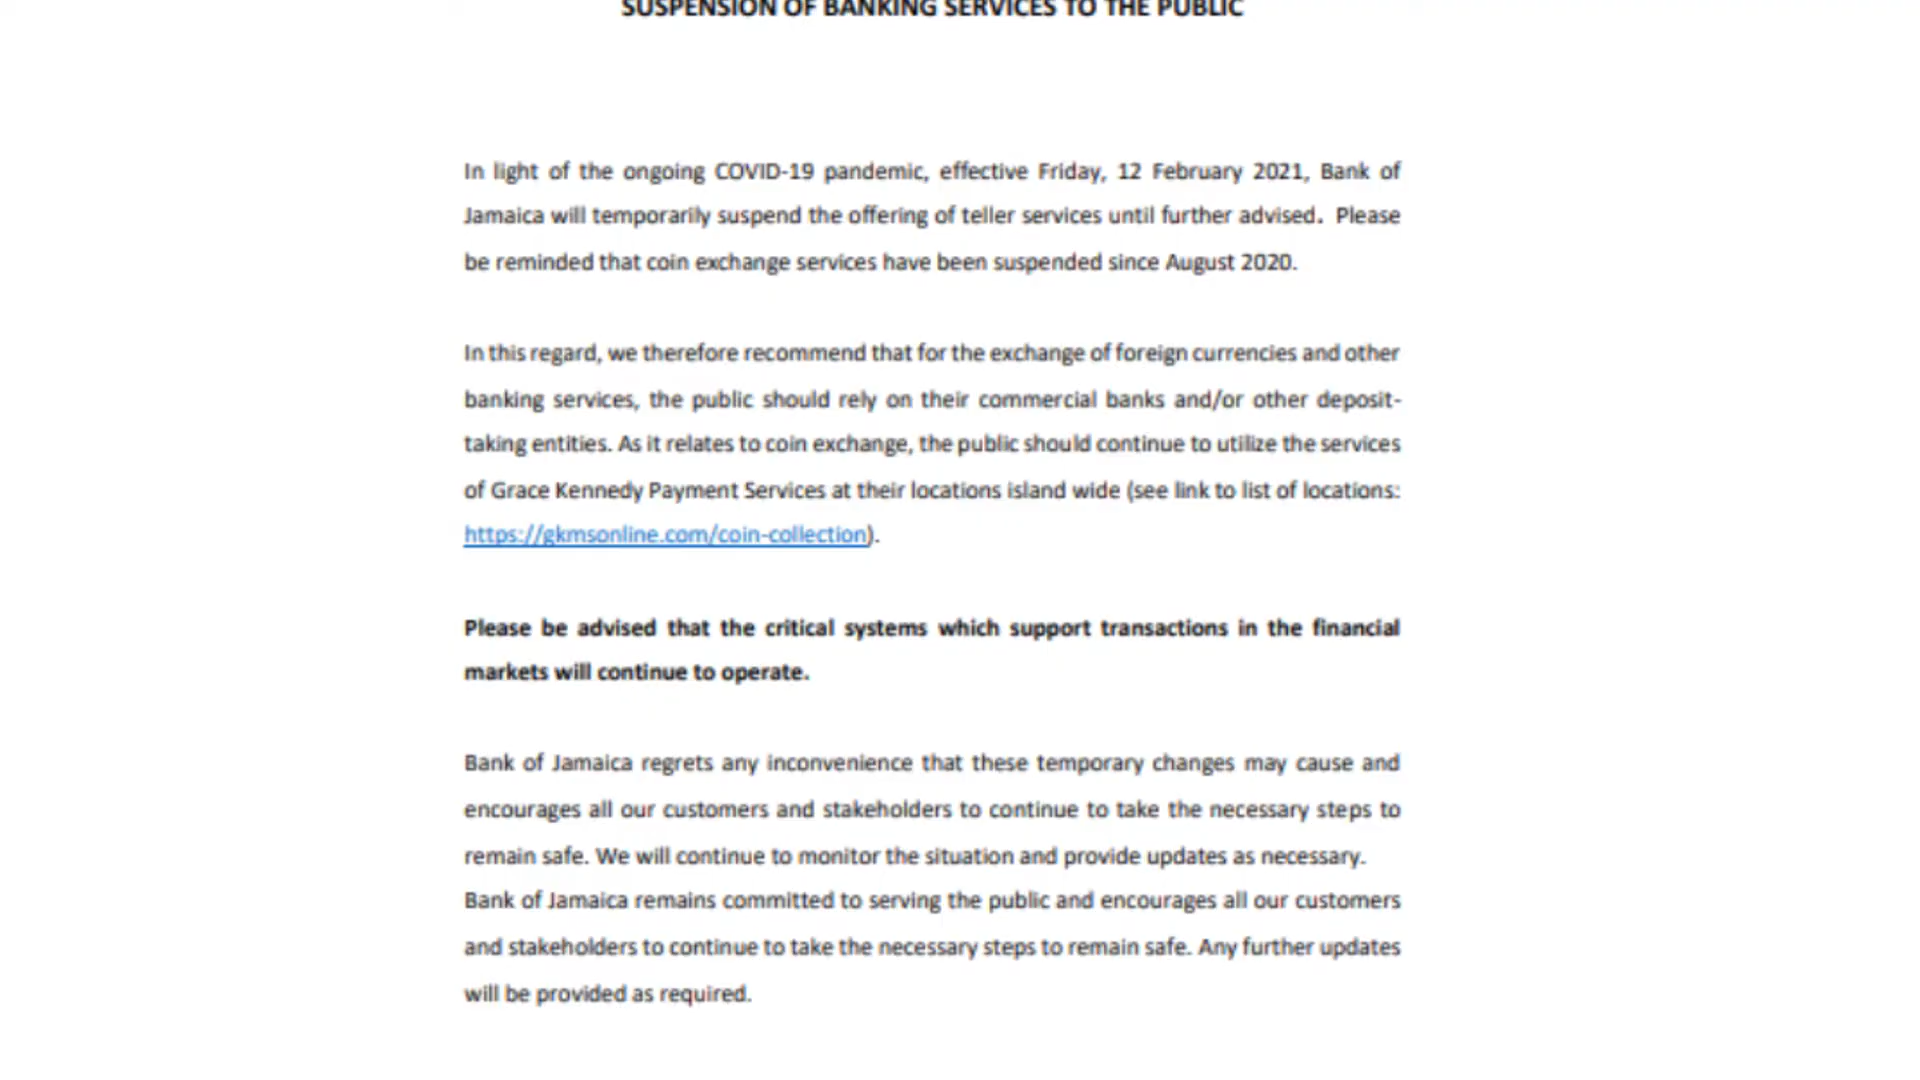 SUSPENSION OF BANKING SERVICES TO THE PUBLIC
In light of the ongoing COVID-19 pandemic, effective Friday, 12 February 2021, Bank of
Jamaica will temporarily suspend the offering of teller services until further advised. Please
be reminded that coin exchange services have been suspended since August 2020.
In this regard, we therefore recommend that for the exchange of foreign currencies and other
banking services, the public should rely on their commercial banks and/or other deposit-
taking entities. As it relates to coin exchange, the public should continue to utilize the services
of Grace Kennedy Payment Services at their locations island wide (see link to list of locations:
https://gkmsonline.com/coin-collection).
Please be advised that the critical systems which support transactions in the financial
markets will continue to operate.
Bank of Jamaica regrets any inconvenience that these temporary changes may cause and
encourages all our customers and stakeholders to continue to take the necessary steps to
remain safe. We will continue to monitor the situation and provide updates as necessary.
Bank of Jamaica remains committed to serving the public and encourages all our customers
and stakeholders to continue to take the necessary steps to remain safe. Any further updates
will be provided as required.